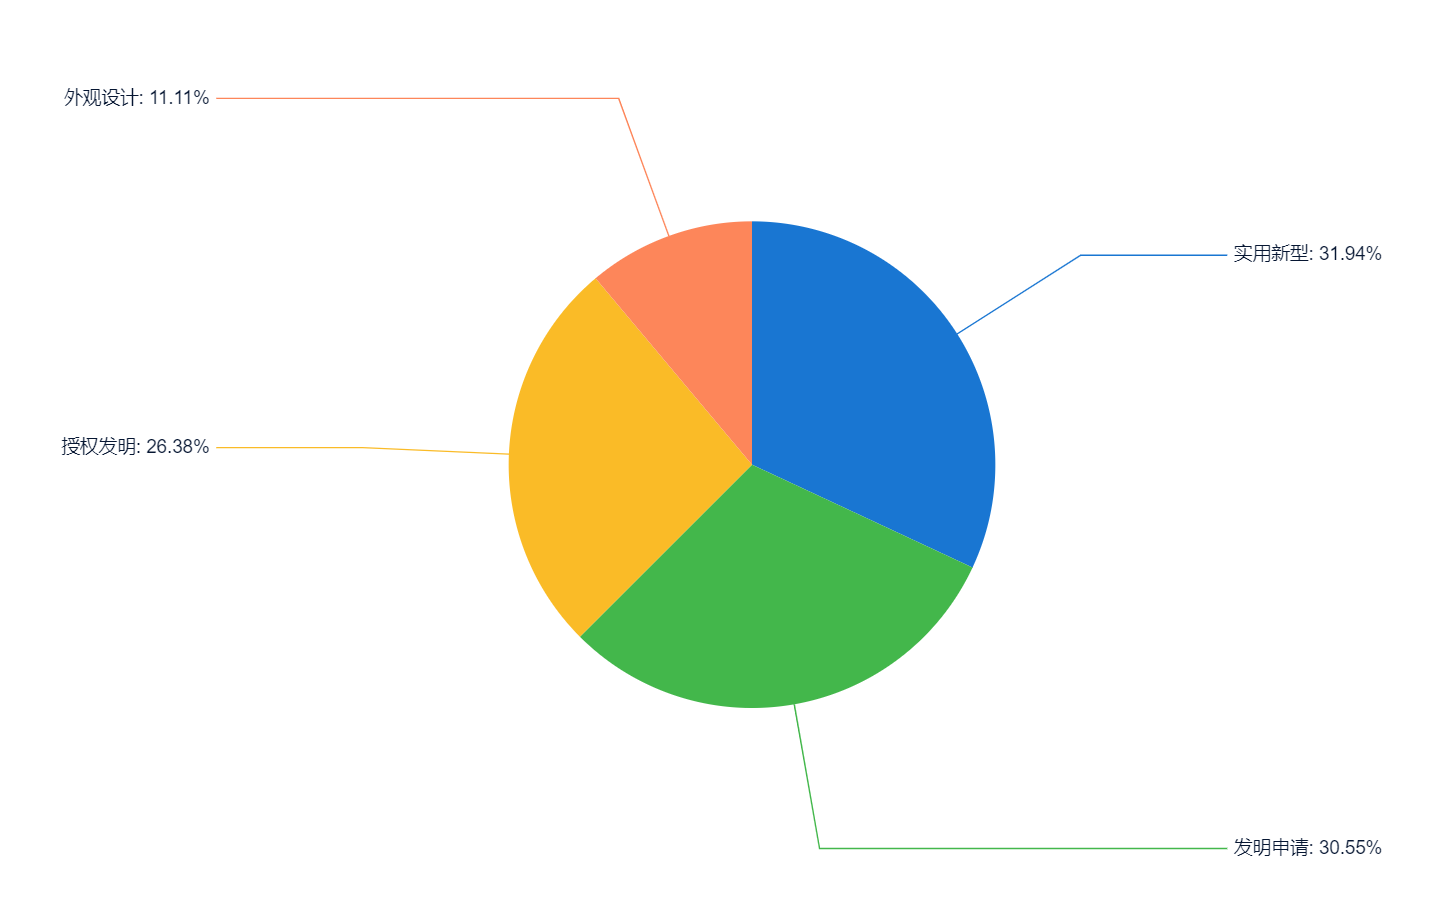 外观设计: 11.11%
实用新型: 31.94%
授权发明: 26.38%
发明申请: 30.55%